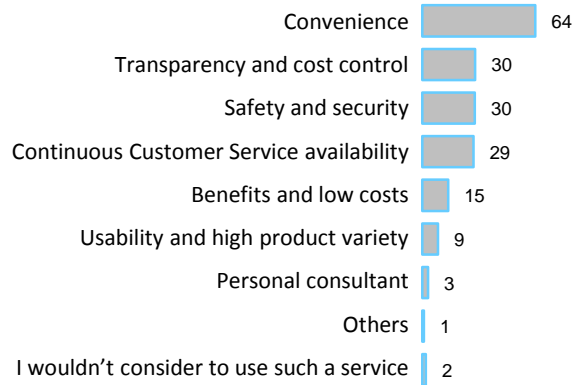 Convenience 64
Transparency and cost control 30
Safety and security 30
Continuous Customer Service availability 29
Benefits and low costs 15
Usability and high product variety 9
Personal consultant 3
Others 1
I wouldn’t consider to use such a service 2